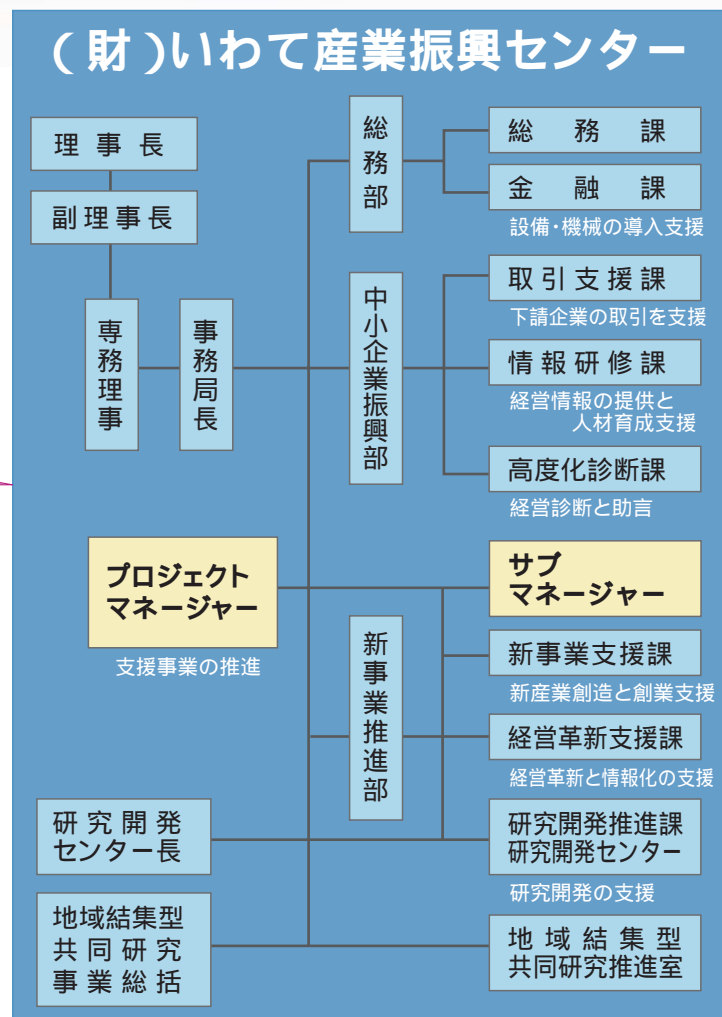 (財)いわて産業振興センター
理事長
副理事長
専務理事
事務局長
総務部
総務課
金融課
設備・機械の導入支援
中小企業振興部
取引支援課
下請企業の取引を支援
情報研修課
経営情報の提供と
人材育成支援
高度化診断課
経営診断と助言
プロジェクト
マネージャー
支援事業の推進
サブ
マネージャー
新事業推進部
新事業支援課
新産業創造と創業支援
経営革新支援課
経営革新と情報化の支援
研究開発
センター長
研究開発推進課
研究開発センター
研究開発の支援
地域結集型
共同研究
事業総括
地域結集型
共同研究推進室